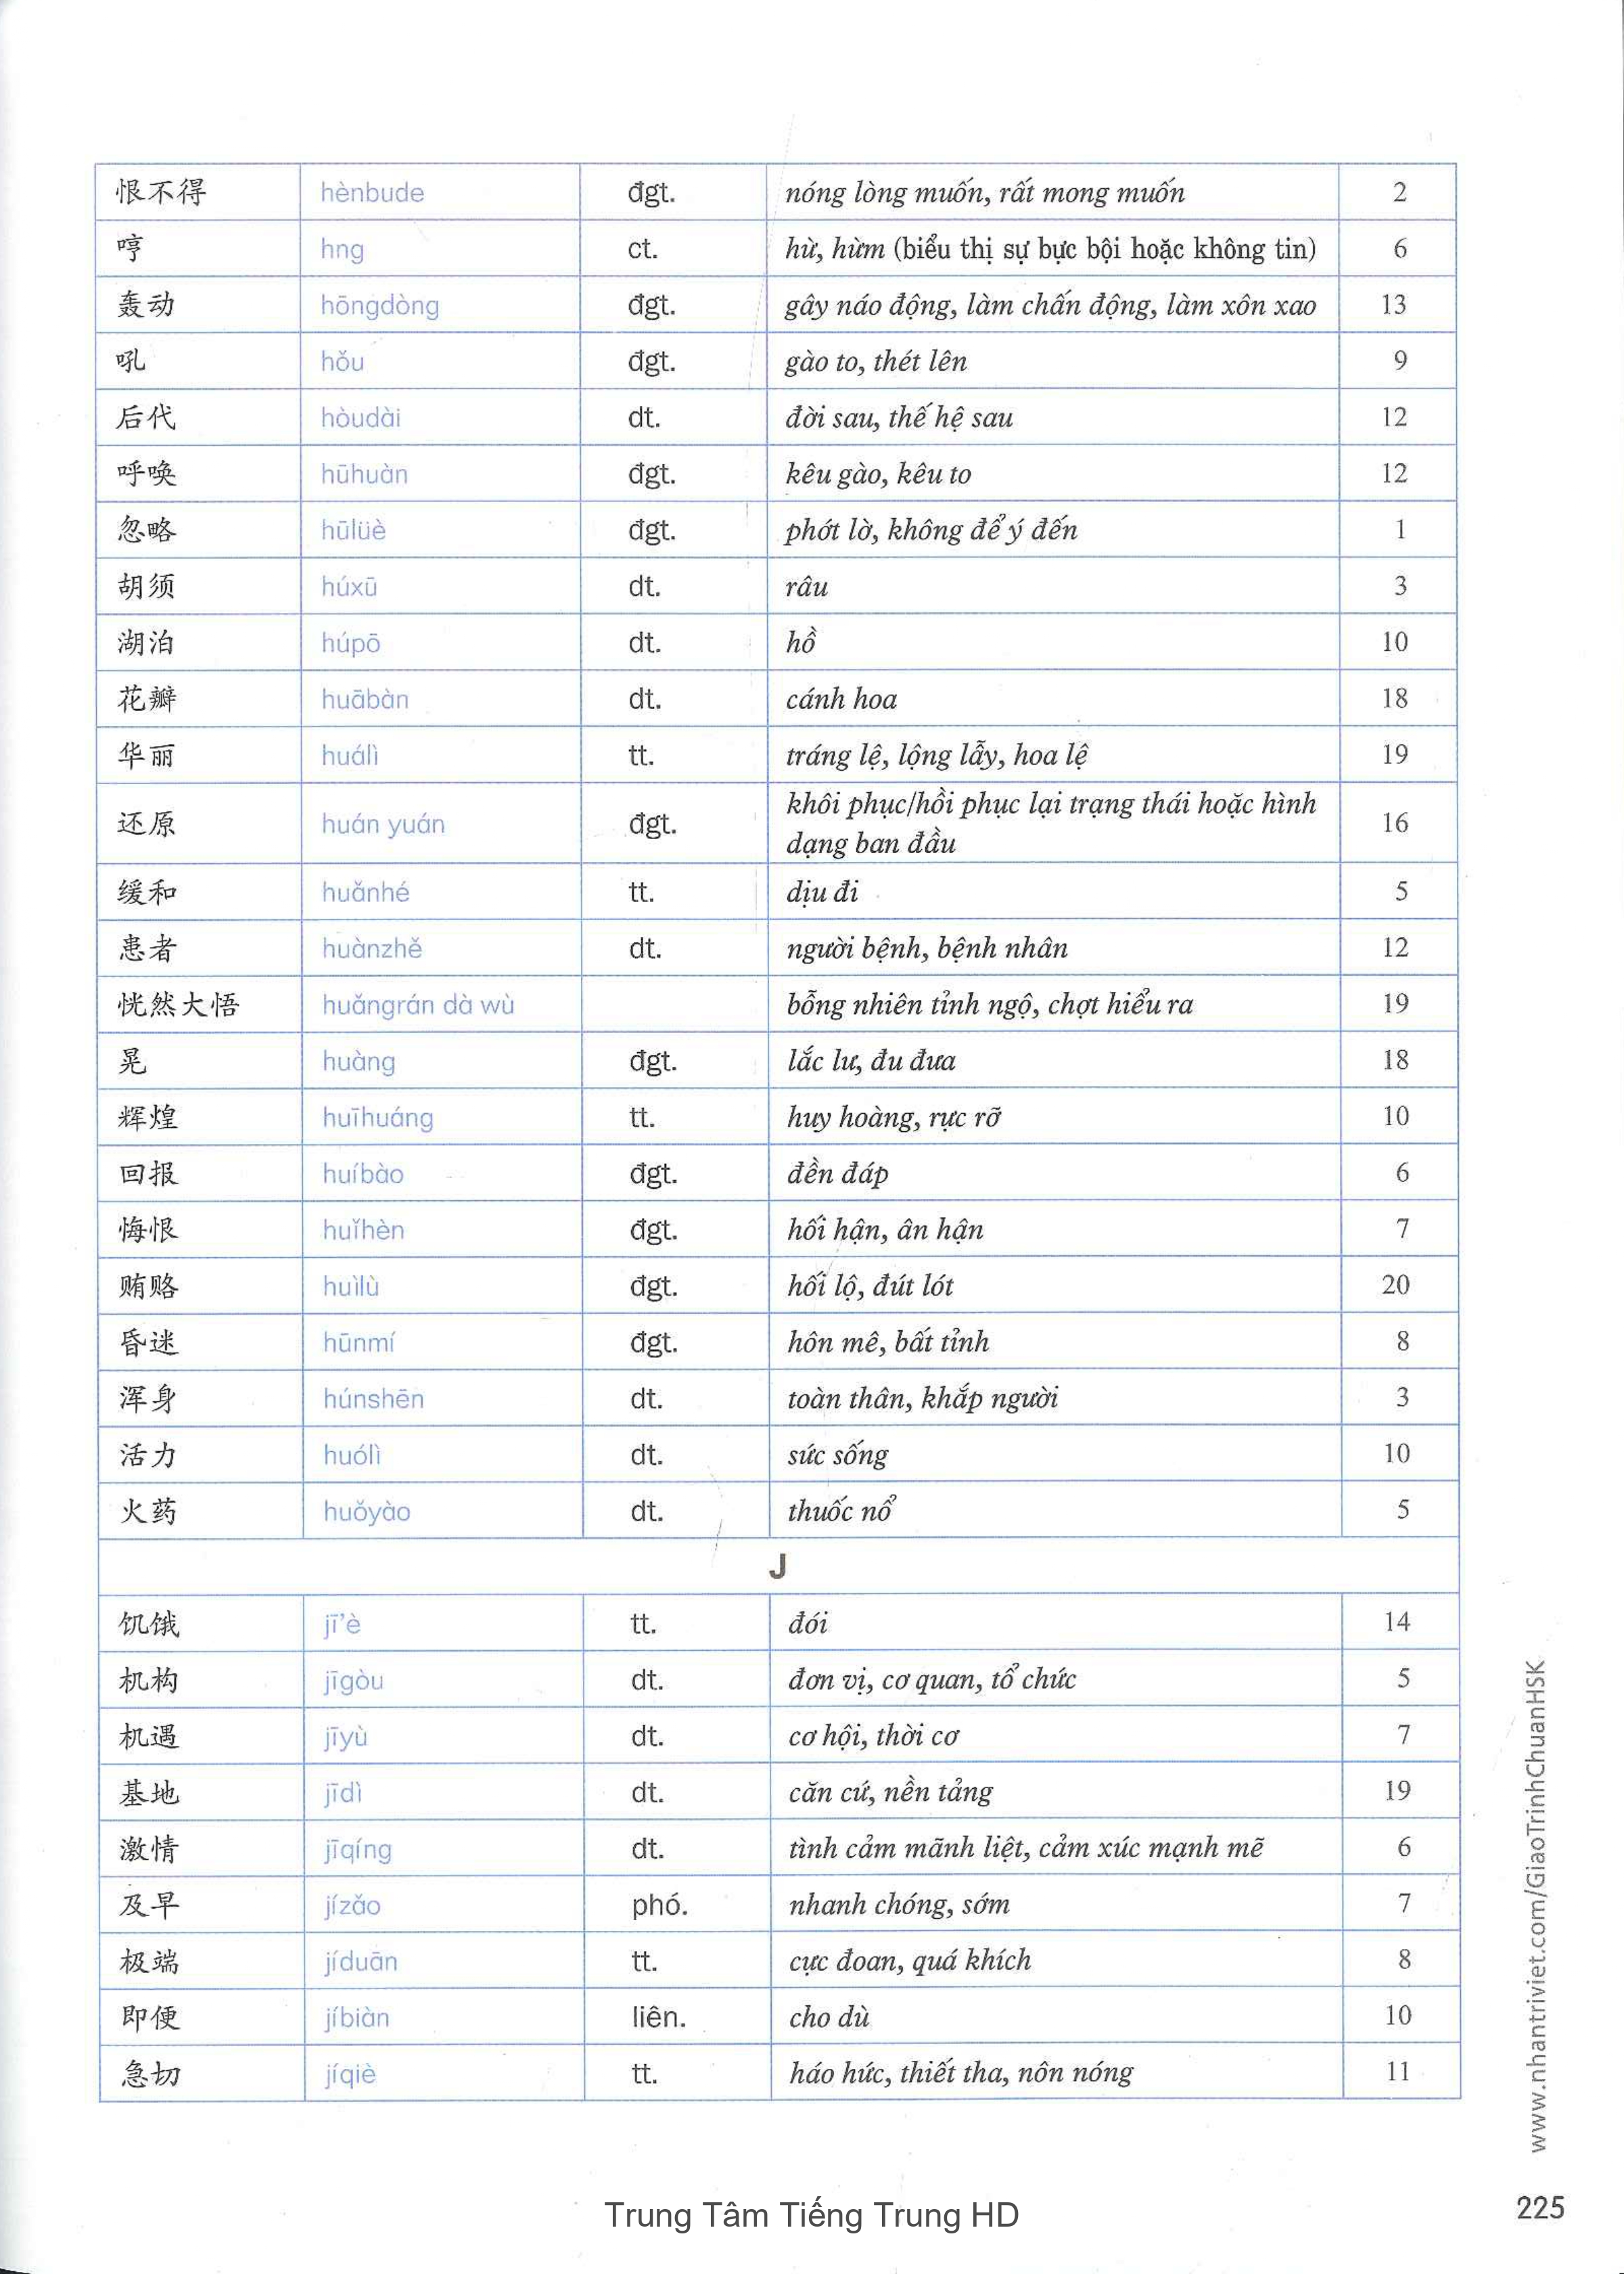 恨不得 hènbude đgt. nóng lòng muốn, rất mong muốn 2
哼 hng ct. hừ, hừm (biểu thị sự bực bội hoặc không tin) 6
轰动 hōngdòng đgt. gây náo động, làm chấn động, làm xôn xao 13
吼 hǒu đgt. gào to, thét lên 9
后代 hòudài dt. đời sau, thế hệ sau 12
呼唤 hūhuàn đgt. kêu gào, kêu to 12
忽略 hūlüè đgt. phớt lờ, không để ý đến 1
胡须 húxū dt. râu 3
湖泊 húpō dt. hồ 10
花瓣 huābàn dt. cánh hoa 18
华丽 huálì tt. tráng lệ, lộng lẫy, hoa lệ 19
还原 huán yuán đgt. khôi phục/hồi phục lại trạng thái hoặc hình
dạng ban đầu 16
缓和 huǎnhé tt. dịu đi 5
患者 huànzhě dt. người bệnh, bệnh nhân 12
恍然大悟 huǎngrán dà wù bỗng nhiên tỉnh ngộ, chợt hiểu ra 19
晃 huàng đgt. lắc lư, đu đưa 18
辉煌 huīhuáng tt. huy hoàng, rực rỡ 10
回报 huíbào đgt. đền đáp 6
悔恨 huǐhèn đgt. hối hận, ân hận 7
贿赂 huìlù đgt. hối lộ, đút lót 20
昏迷 hūnmí đgt. hôn mê, bất tỉnh 8
浑身 húnshēn dt. toàn thân, khắp người 3
活力 huólì dt. sức sống 10
火药 huǒyào dt. thuốc nổ 5
J
饥饿 jī'è tt. đói 14
机构 jīgòu dt. đơn vị, cơ quan, tổ chức 5
机遇 jīyù dt. cơ hội, thời cơ 7
基地 jīdì dt. căn cứ, nền tảng 19
激情 jīqíng dt. tình cảm mãnh liệt, cảm xúc mạnh mẽ 6
及早 jízǎo phó. nhanh chóng, sớm 7
极端 jíduān tt. cực đoan, quá khích 8
即便 jíbiàn liên. cho dù 10
急切 jíqiè tt. háo hức, thiết tha, nôn nóng 11
www.nhantriviet.com/GiaoTrinhChuanHSK
Trung Tâm Tiếng Trung HD
225